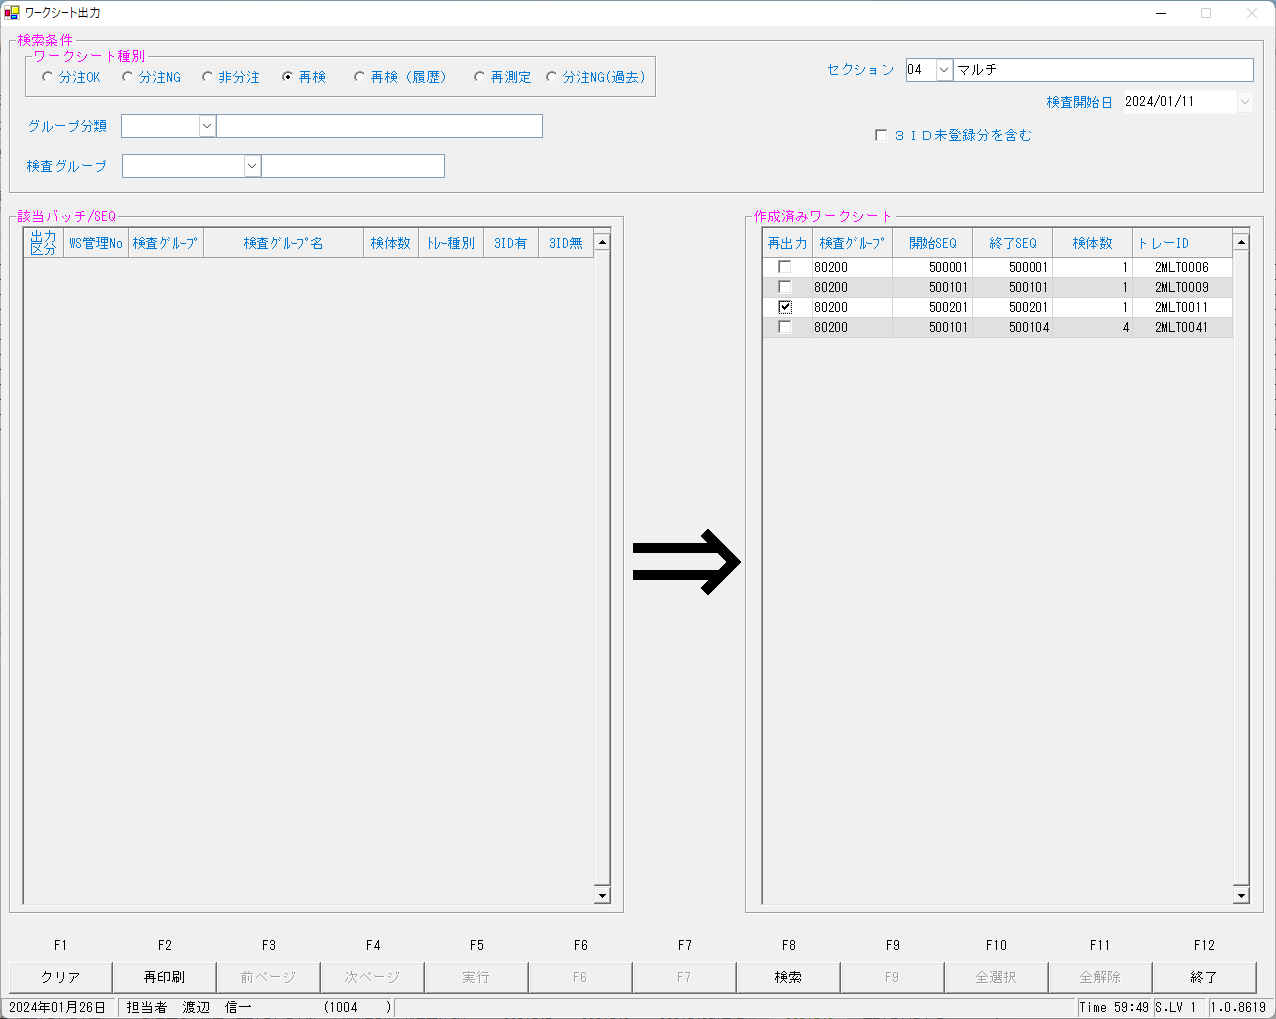 ワークシート出力
検索条件
ワークシート種別
分注OK 分注NG 非分注 再検 再検（履歴） 再測定 分注NG(過去)
セクション 04 マルチ
検査開始日 2024/01/11
グループ分類
３ＩＤ未登録分を含む
検査グループ
該当バッチ/SEQ
出力区分 WS管理No 検査ｸﾞﾙｰﾌﾟ 検査ｸﾞﾙｰﾌﾟ名 検体数 ﾄﾚｰ種別 3ID有 3ID無
作成済みワークシート
再出力 検査ｸﾞﾙｰﾌﾟ 開始SEQ 終了SEQ 検体数 トレーID
80200 500001 500001 1 2MLT0006
80200 500101 500101 1 2MLT0009
80200 500201 500201 1 2MLT0011
80200 500101 500104 4 2MLT0041
F1 F2 F3 F4 F5 F6 F7 F8 F9 F10 F11 F12
クリア 再印刷 前ページ 次ページ 実行 F6 F7 検索 F9 全選択 全解除 終了
2024年01月26日 担当者 渡辺 信一 (1004 ) Time 59:49 S.LV 1 1.0.8619